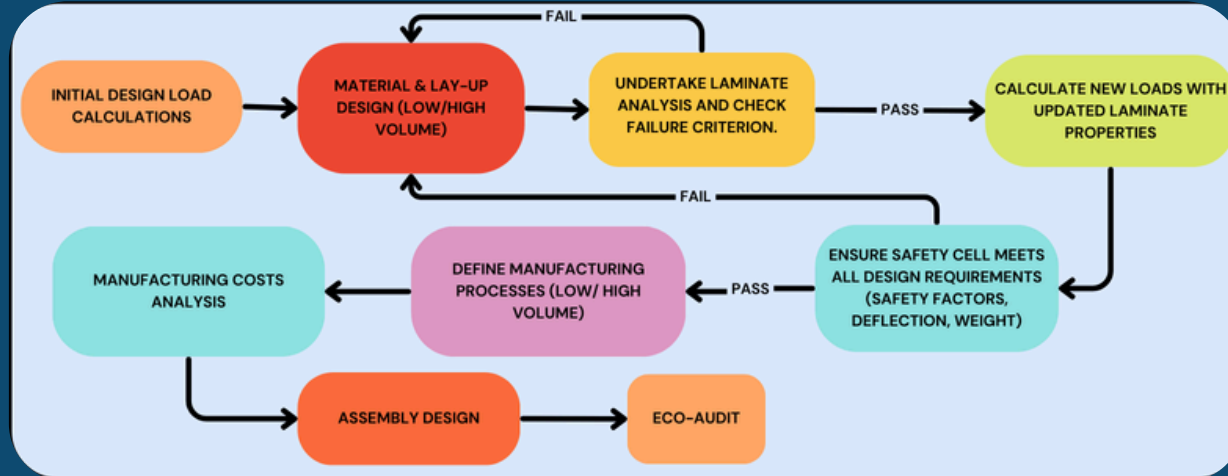 FAIL
INITIAL DESIGN LOAD
CALCULATIONS
MATERIAL & LAY-UP
DESIGN (LOW/HIGH
VOLUME)
UNDERTAKE LAMINATE
ANALYSIS AND CHECK
FAILURE CRITERION.
PASS
CALCULATE NEW LOADS WITH
UPDATED LAMINATE
PROPERTIES
FAIL
ENSURE SAFETY CELL MEETS
ALL DESIGN REQUIREMENTS
(SAFETY FACTORS,
DEFLECTION, WEIGHT)
PASS
DEFINE MANUFACTURING
PROCESSES (LOW/ HIGH
VOLUME)
MANUFACTURING COSTS
ANALYSIS
ASSEMBLY DESIGN
ECO-AUDIT